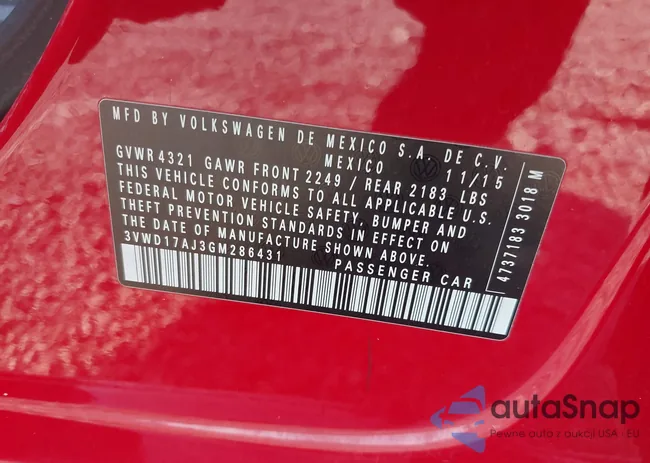 MFD BY VOLKSWAGEN DE MEXICO S.A. DE C.V.
MEXICO 11/15
GVWR 4321 GAWR FRONT 2249 / REAR 2183 LBS
THIS VEHICLE CONFORMS TO ALL APPLICABLE U.S.
FEDERAL MOTOR VEHICLE SAFETY, BUMPER AND
THEFT PREVENTION STANDARDS IN EFFECT ON
THE DATE OF MANUFACTURE SHOWN ABOVE.
3VWD17AJ3GM286431 PASSENGER CAR
4737183 3018 M
autaSnap
Pewne auta z aukcji USA - EU